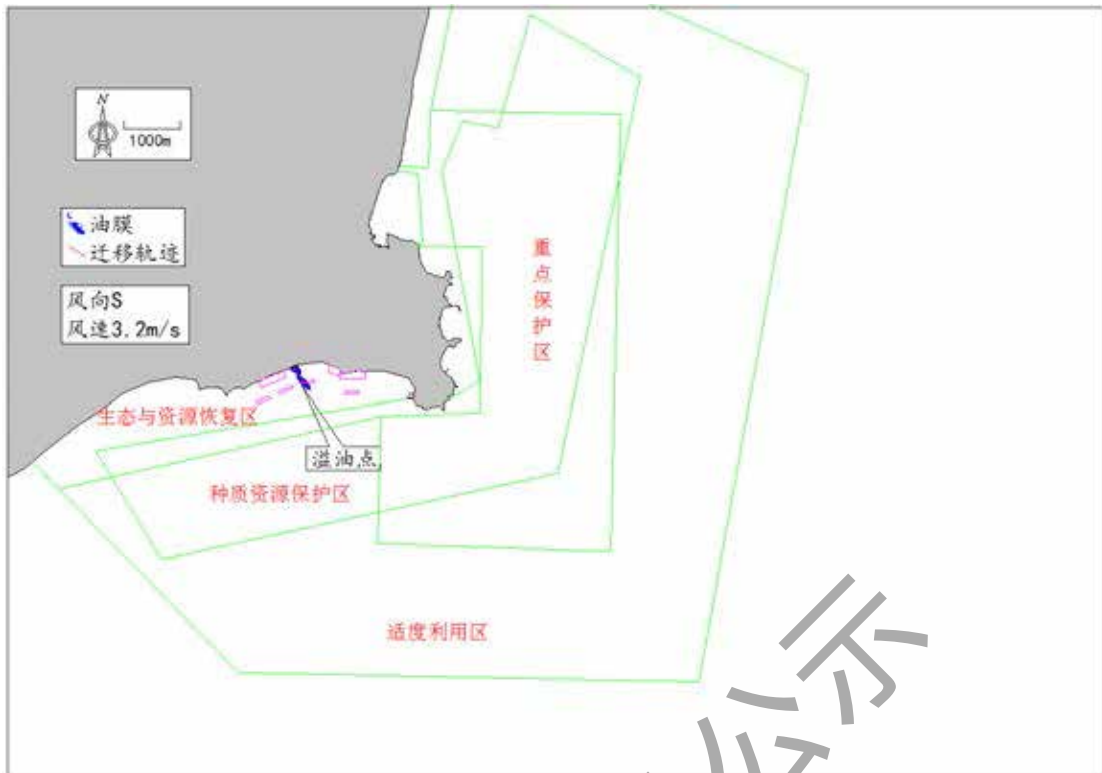 N
1000m
油膜
迁移轨迹
风向S
风速3.2m/s
重点保护区
生态与资源恢复区
溢油点
种质资源保护区
适度利用区
公示